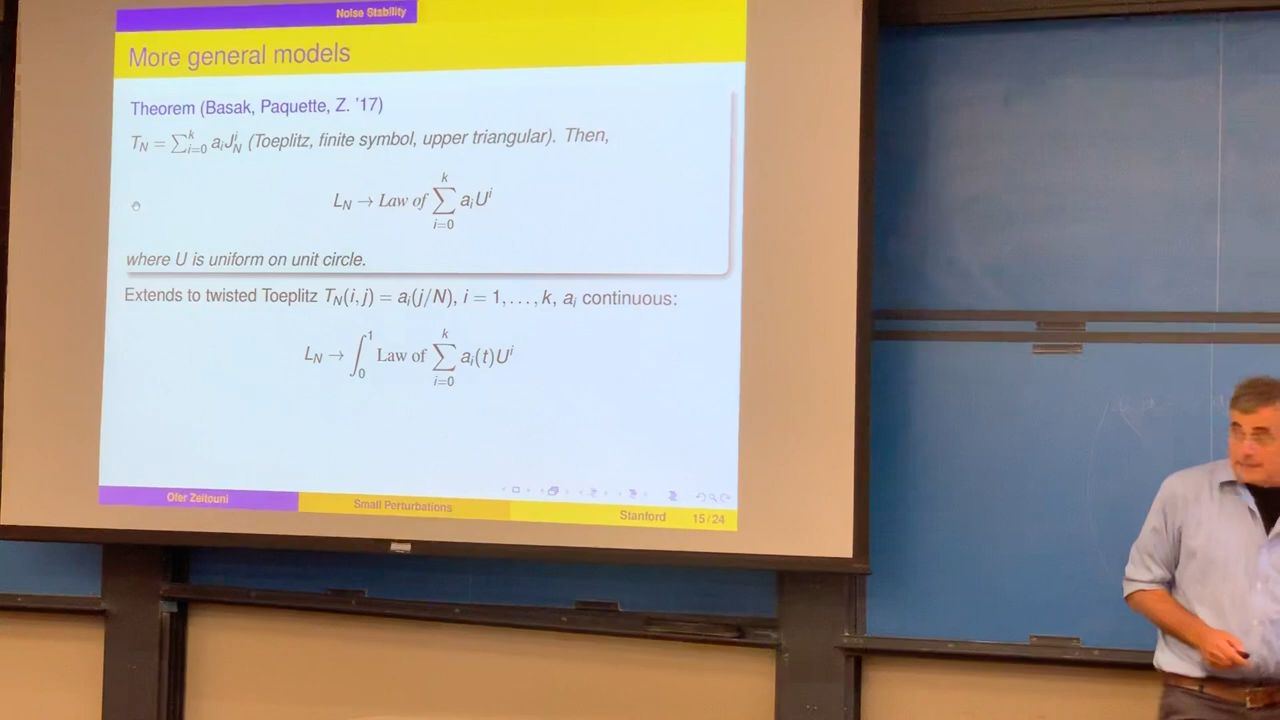 Noise Stability
More general models
Theorem (Basak, Paquette, Z. '17)
T_N = ∑_{i=0}^{k} a_i J_N^i (Toeplitz, finite symbol, upper triangular). Then,
L_N → Law of ∑_{i=0}^{k} a_i U^i
where U is uniform on unit circle.
Extends to twisted Toeplitz T_N(i, j) = a_i(j/N), i = 1, . . . , k, a_i continuous:
L_N → ∫_0^1 Law of ∑_{i=0}^{k} a_i(t)U^i
Ofer Zeitouni Small Perturbations Stanford 15 / 24